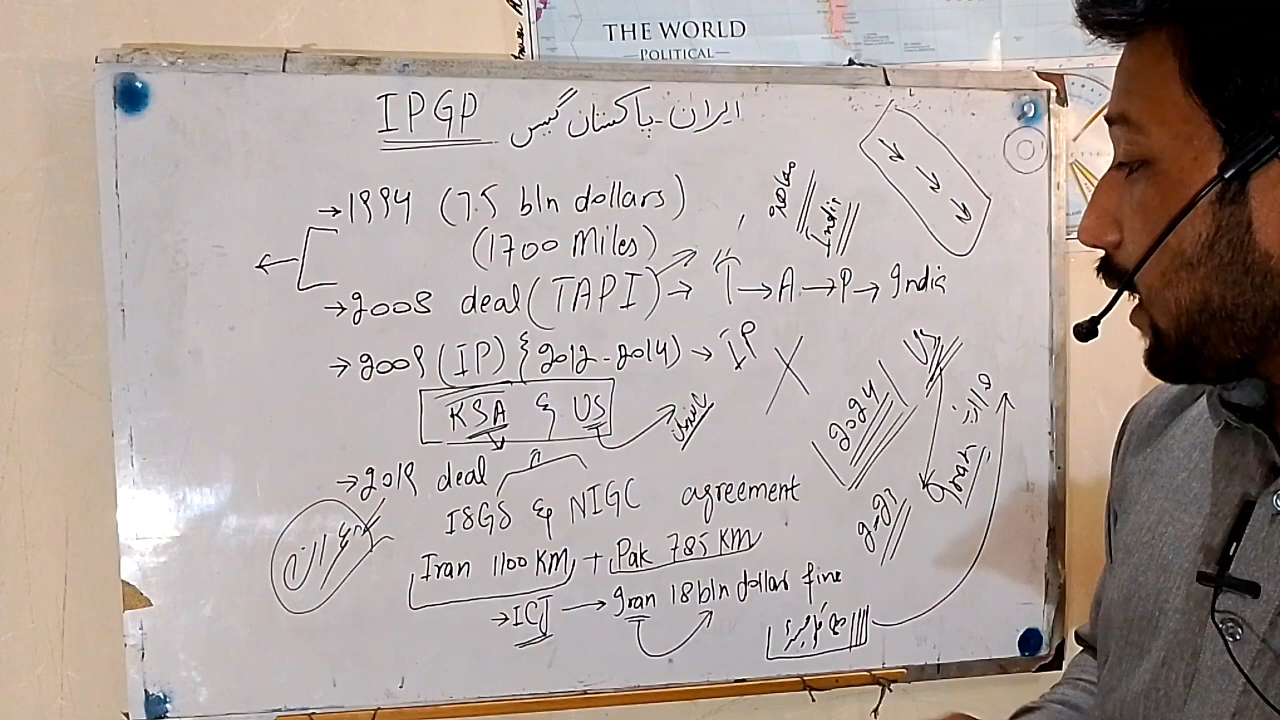 THE WORLD
— POLITICAL —
IPGP ایران-پاکستان گیس
→ 1994 (7.5 bln dollars)
(1700 Miles)
India
→ 2008 deal (TAPI) → T → A → P → India
→ 2009 (IP) { 2012-2014) → IP
KSA & US
US
2024
Iran
→ 2019 deal
ISGS & NIGC agreement
Iran 1100 KM + Pak 785 KM
→ ICJ → Iran 18 bln dollar fine